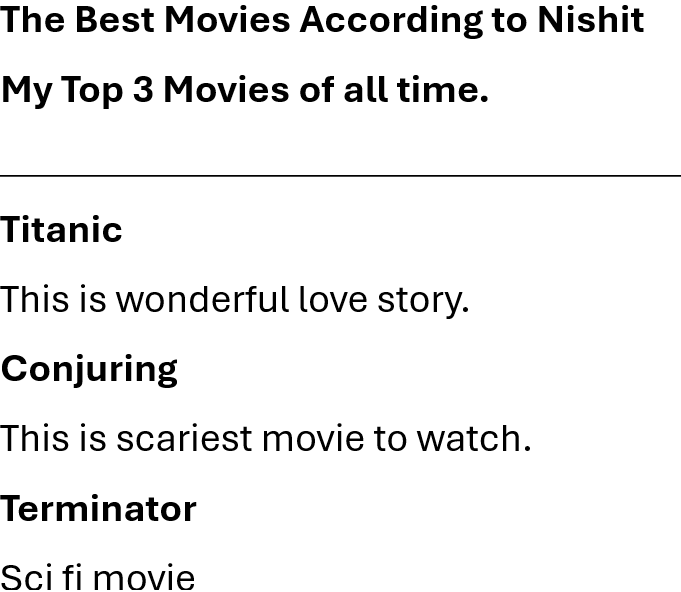 The Best Movies According to Nishit
My Top 3 Movies of all time.
Titanic
This is wonderful love story.
Conjuring
This is scariest movie to watch.
Terminator
Sci fi movie